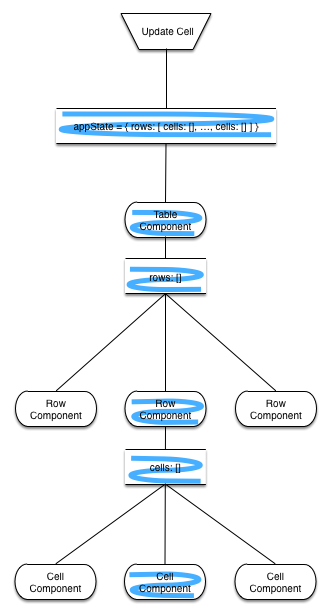 Update Cell
appState = { rows: [ cells: [], ..., cells: [] ] }
Table
Component
rows: []
Row
Component
Row
Component
Row
Component
cells: []
Cell
Component
Cell
Component
Cell
Component